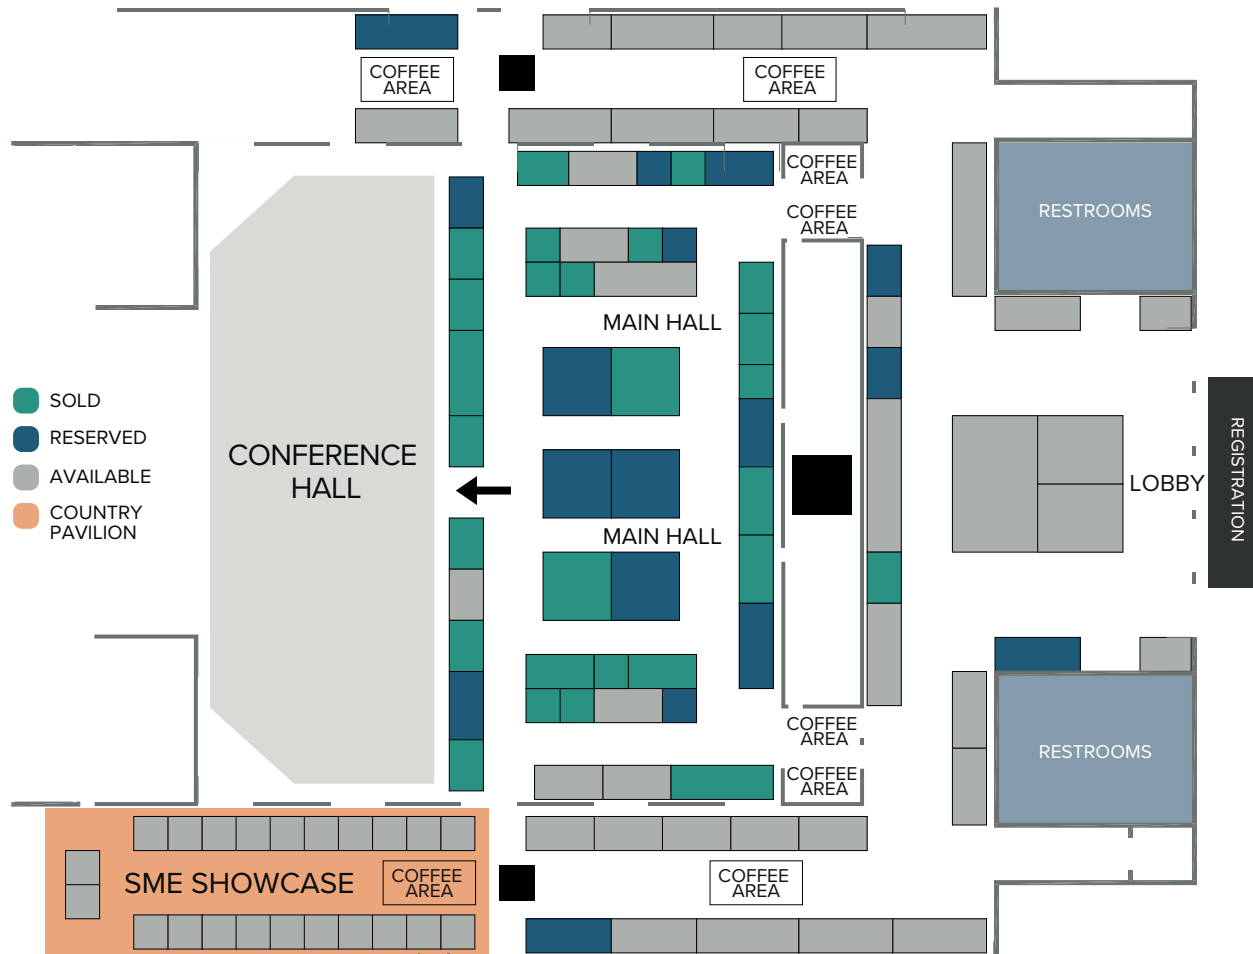 COFFEE
AREA
COFFEE
AREA
COFFEE
AREA
COFFEE
AREA
RESTROOMS
MAIN HALL
SOLD
RESERVED
AVAILABLE
COUNTRY
PAVILION
CONFERENCE
HALL
LOBBY
REGISTRATION
MAIN HALL
COFFEE
AREA
COFFEE
AREA
RESTROOMS
SME SHOWCASE
COFFEE
AREA
COFFEE
AREA